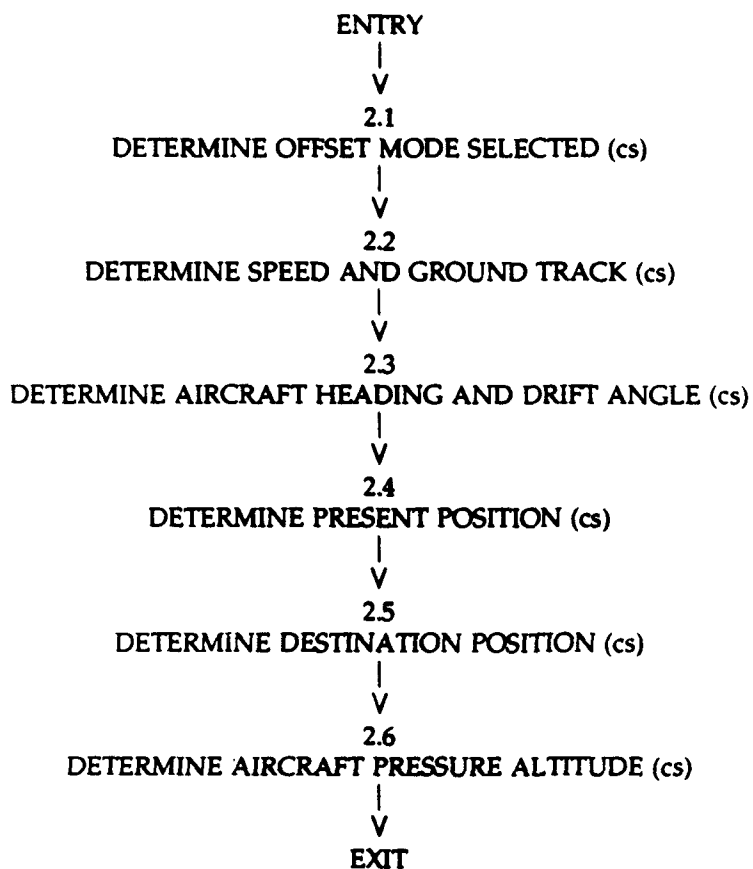 ENTRY
|
V
2.1
DETERMINE OFFSET MODE SELECTED (cs)
|
V
2.2
DETERMINE SPEED AND GROUND TRACK (cs)
|
V
2.3
DETERMINE AIRCRAFT HEADING AND DRIFT ANGLE (cs)
|
V
2.4
DETERMINE PRESENT POSITION (cs)
|
V
2.5
DETERMINE DESTINATION POSITION (cs)
|
V
2.6
DETERMINE AIRCRAFT PRESSURE ALTITUDE (cs)
|
V
EXIT